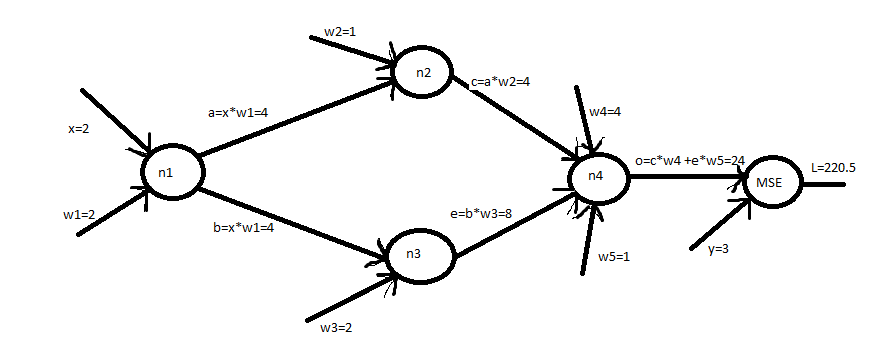 w2=1
n2
c=a*w2=4
x=2
a=x*w1=4
w4=4
n1
n4
o=c*w4 +e*w5=24
MSE
L=220.5
w1=2
b=x*w1=4
e=b*w3=8
n3
w5=1
y=3
w3=2